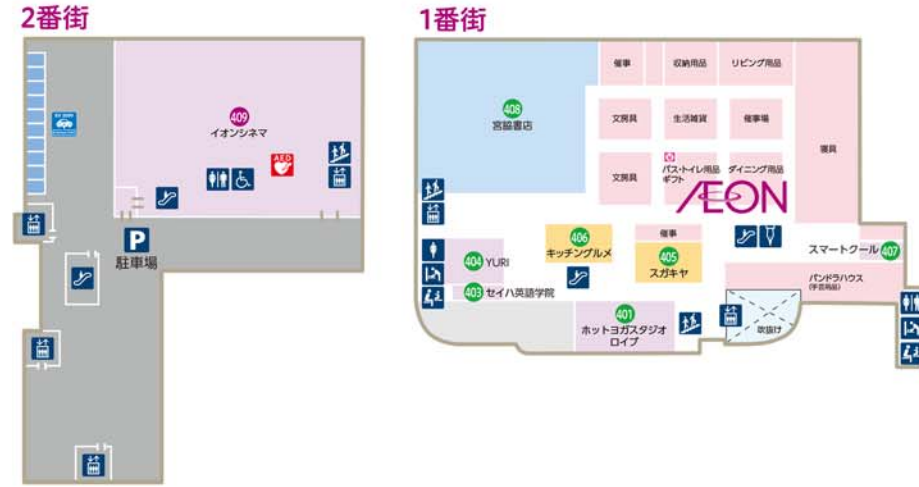 2番街
1番街
409
イオンシネマ
AED
P
駐車場
408
宮脇書店
催事
収納用品
リビング用品
文房具
生活雑貨
催事場
寝具
文房具
バス・トイレ用品
ギフト
ダイニング用品
ÆON
406
キッチングルメ
催事
405
スガキヤ
スマートクール 407
404 YURI
403 セイハ英語学院
パンドラハウス
(手芸用品)
401
ホットヨガスタジオ
ロイブ
吹抜け